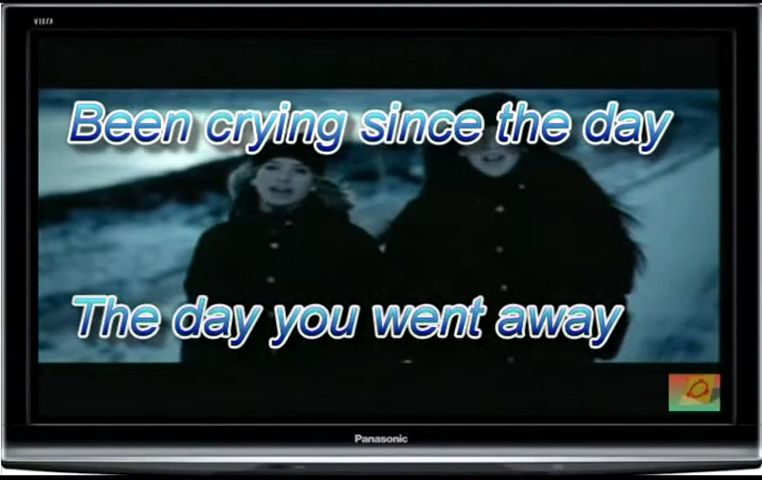 VIERA
Been crying since the day
The day you went away
Panasonic